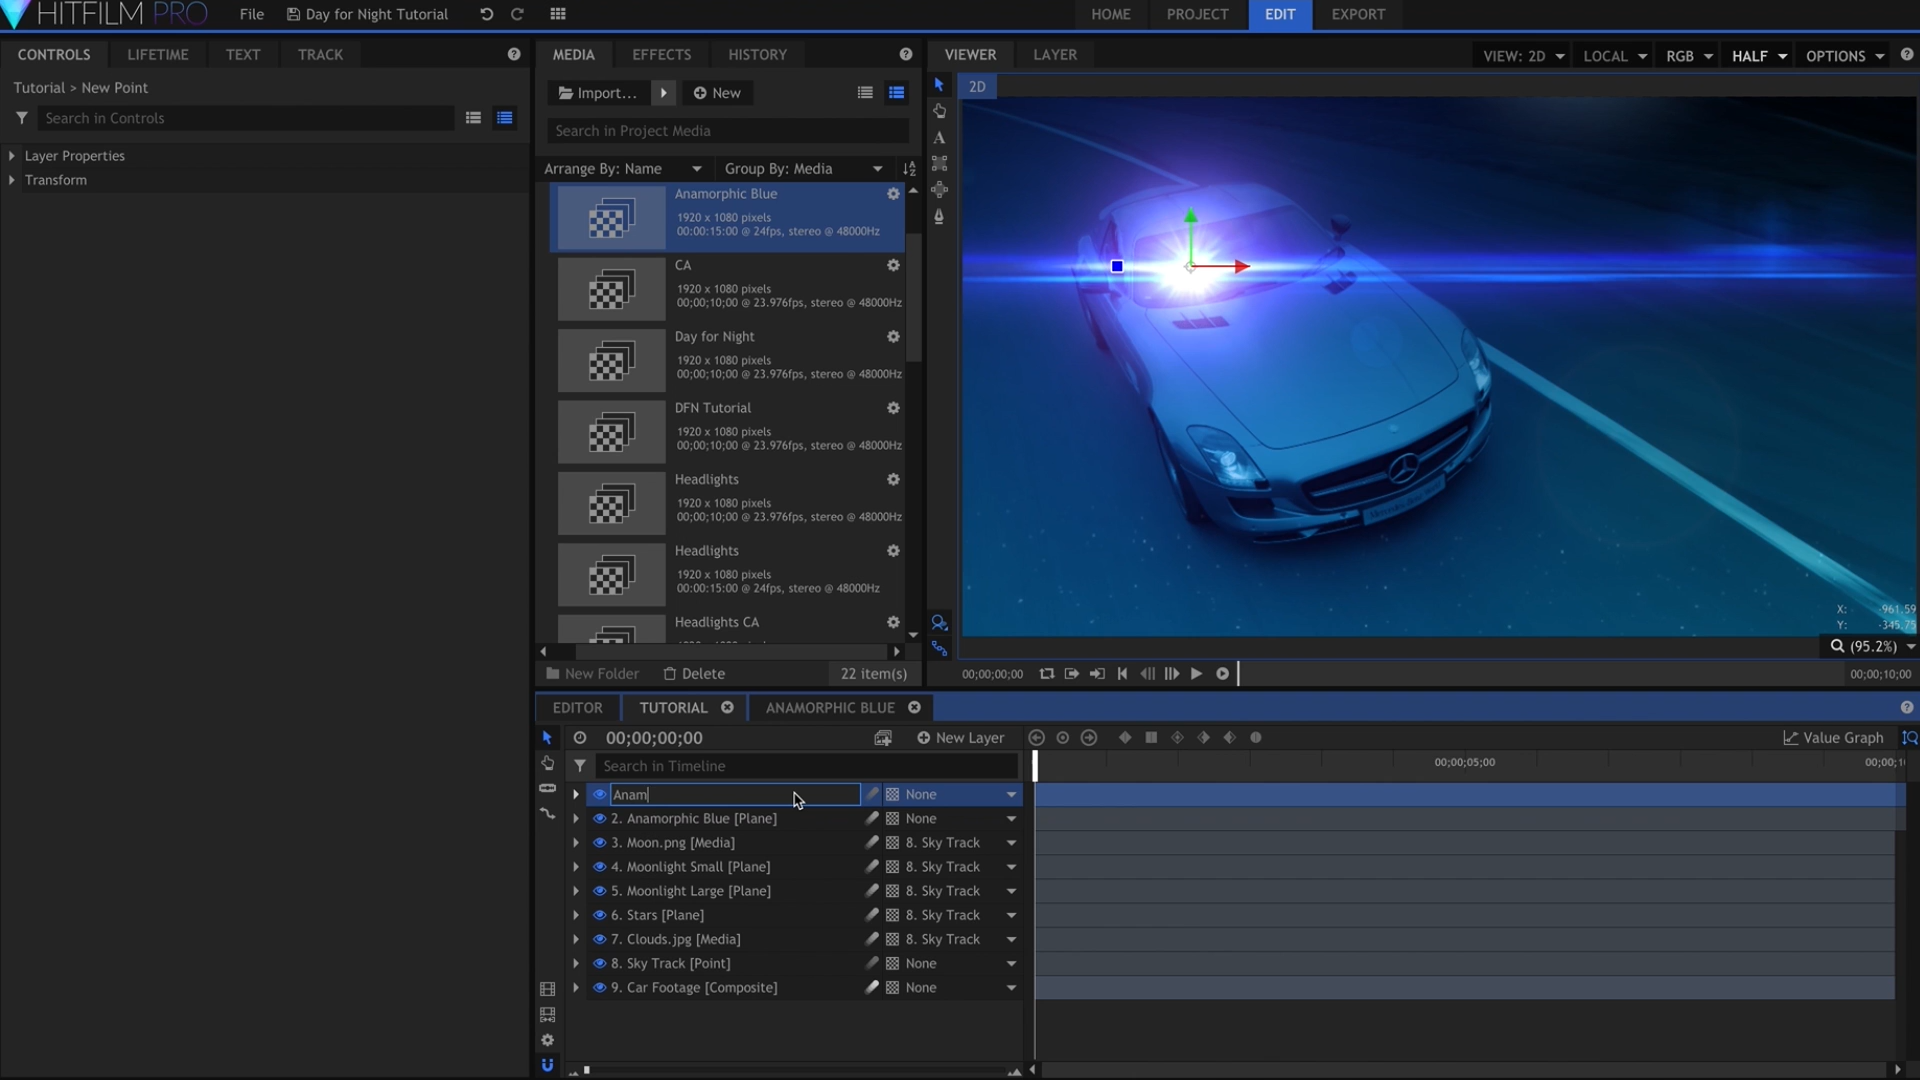 HITFILM PRO
File
Day for Night Tutorial
HOME
PROJECT
EDIT
EXPORT
CONTROLS
LIFETIME
TEXT
TRACK
Tutorial > New Point
Search in Controls
Layer Properties
Transform
MEDIA
EFFECTS
HISTORY
Import...
New
Search in Project Media
Arrange By: Name
Group By: Media
Anamorphic Blue
1920 x 1080 pixels
00:00:15:00 @ 24fps, stereo @ 48000Hz
CA
1920 x 1080 pixels
00;00;10;00 @ 23.976fps, stereo @ 48000Hz
Day for Night
1920 x 1080 pixels
00;00;10;00 @ 23.976fps, stereo @ 48000Hz
DFN Tutorial
1920 x 1080 pixels
00;00;10;00 @ 23.976fps, stereo @ 48000Hz
Headlights
1920 x 1080 pixels
00;00;10;00 @ 23.976fps, stereo @ 48000Hz
Headlights
1920 x 1080 pixels
00:00:15:00 @ 24fps, stereo @ 48000Hz
Headlights CA
New Folder
Delete
22 item(s)
VIEWER
LAYER
VIEW: 2D
LOCAL
RGB
HALF
OPTIONS
2D
X: -961.59
Y: -345.75
(95.2%)
00;00;00;00
00;00;10;00
EDITOR
TUTORIAL
ANAMORPHIC BLUE
00;00;00;00
New Layer
Value Graph
Search in Timeline
00;00;05;00
00;00;1
Anam
None
2. Anamorphic Blue [Plane]
None
3. Moon.png [Media]
8. Sky Track
4. Moonlight Small [Plane]
8. Sky Track
5. Moonlight Large [Plane]
8. Sky Track
6. Stars [Plane]
8. Sky Track
7. Clouds.jpg [Media]
8. Sky Track
8. Sky Track [Point]
None
9. Car Footage [Composite]
None